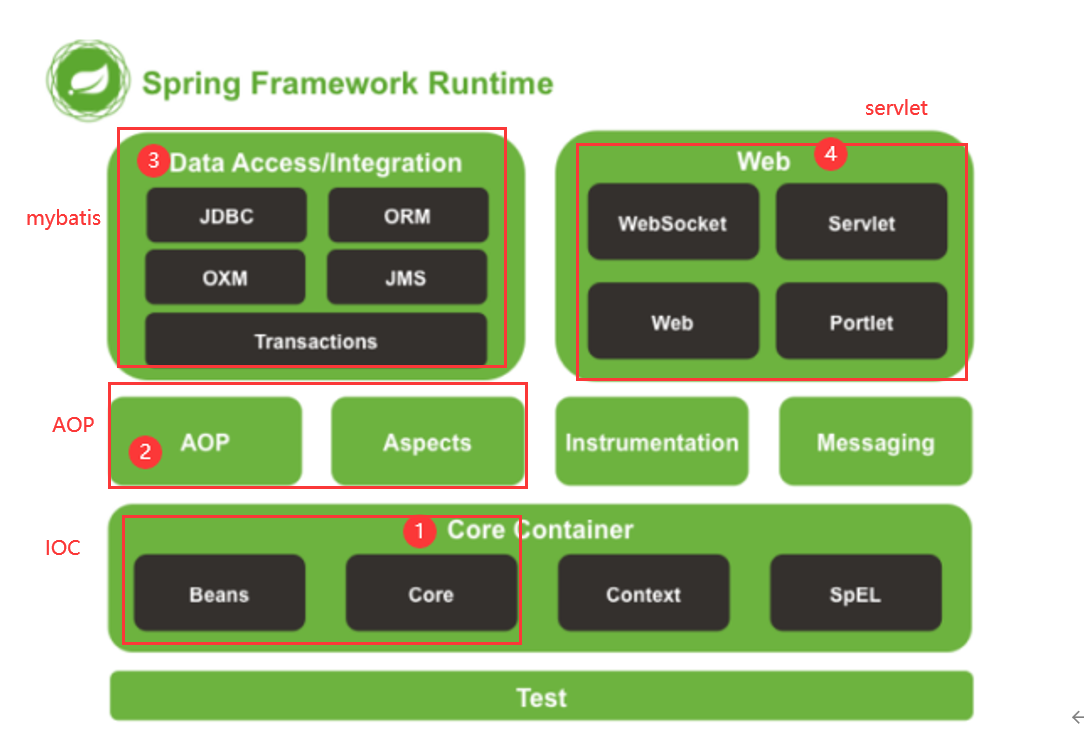 Spring Framework Runtime
servlet
3 Data Access/Integration
Web 4
mybatis
JDBC ORM
WebSocket Servlet
OXM JMS
Web Portlet
Transactions
AOP
2 AOP Aspects Instrumentation Messaging
1 Core Container
IOC
Beans Core Context SpEL
Test